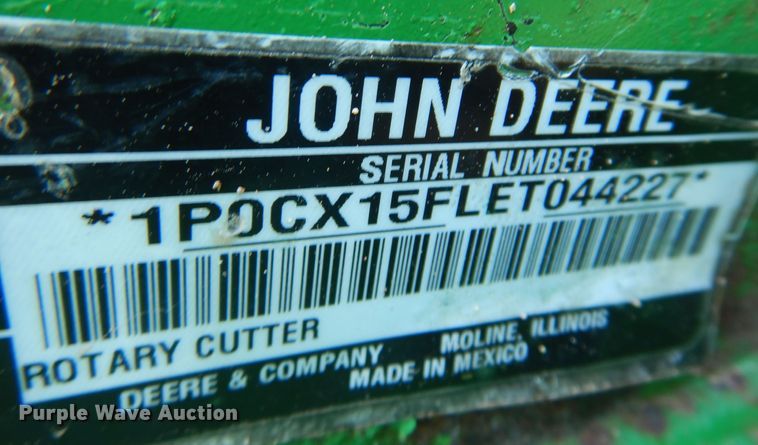 JOHN DEERE
SERIAL NUMBER
*1P0CX15FLET044227*
ROTARY CUTTER
DEERE & COMPANY MOLINE, ILLINOIS
MADE IN MEXICO
Purple Wave Auction